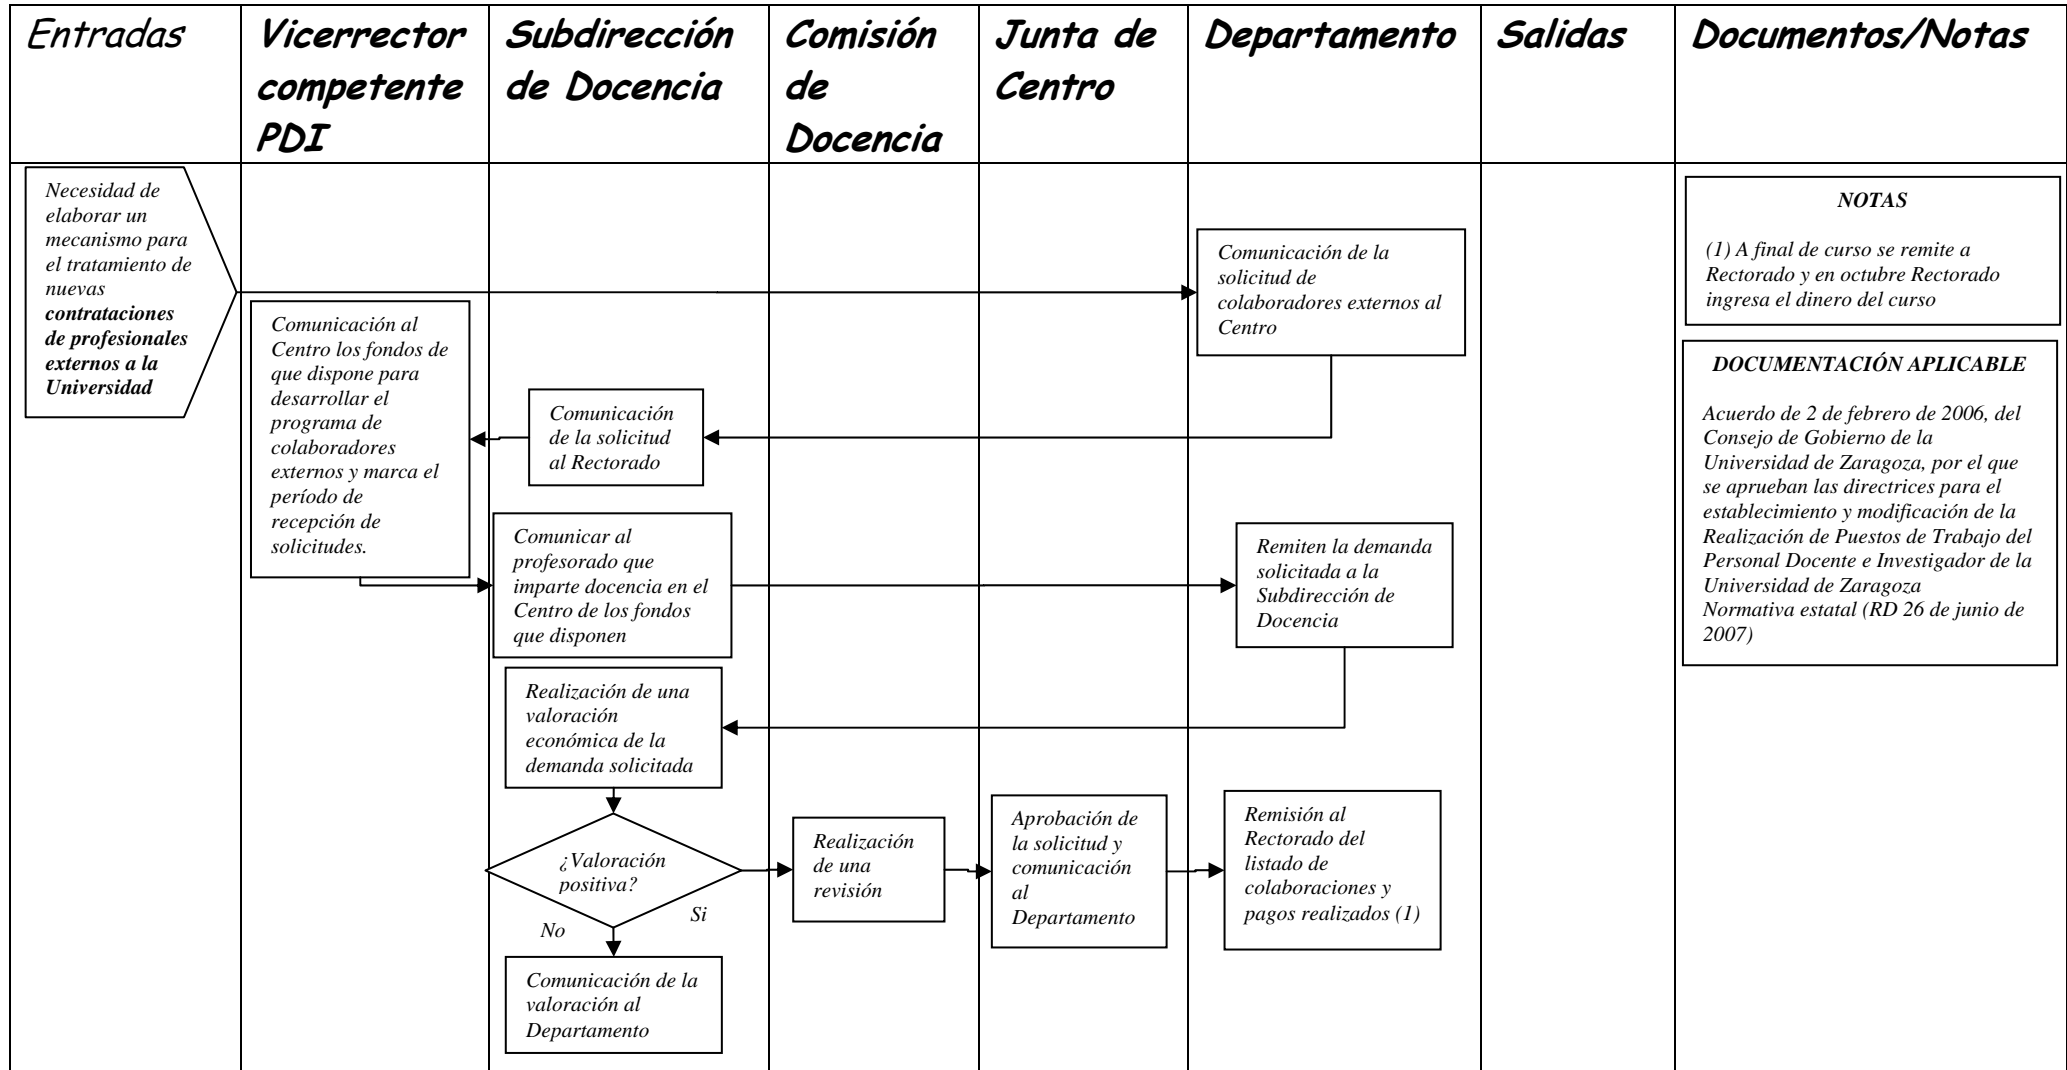 Entradas
Vicerrector
competente
PDI
Subdirección
de Docencia
Comisión
de
Docencia
Junta de
Centro
Departamento
Salidas
Documentos/Notas
Necesidad de
elaborar un
mecanismo para
el tratamiento de
nuevas
contrataciones
de profesionales
externos a la
Universidad
Comunicación de la
solicitud de
colaboradores externos al
Centro
Comunicación
de la solicitud
al Rectorado
Comunicación al
Centro los fondos de
que dispone para
desarrollar el
programa de
colaboradores
externos y marca el
período de
recepción de
solicitudes.
Comunicar al
profesorado que
imparte docencia en el
Centro de los fondos
que disponen
Remiten la demanda
solicitada a la
Subdirección de
Docencia
Realización de una
valoración
económica de la
demanda solicitada
¿Valoración
positiva?
Si
No
Comunicación de la
valoración al
Departamento
Realización
de una
revisión
Aprobación de
la solicitud y
comunicación
al
Departamento
Remisión al
Rectorado del
listado de
colaboraciones y
pagos realizados (1)
NOTAS
(1) A final de curso se remite a
Rectorado y en octubre Rectorado
ingresa el dinero del curso
DOCUMENTACIÓN APLICABLE
Acuerdo de 2 de febrero de 2006, del
Consejo de Gobierno de la
Universidad de Zaragoza, por el que
se aprueban las directrices para el
establecimiento y modificación de la
Realización de Puestos de Trabajo del
Personal Docente e Investigador de la
Universidad de Zaragoza
Normativa estatal (RD 26 de junio de
2007)